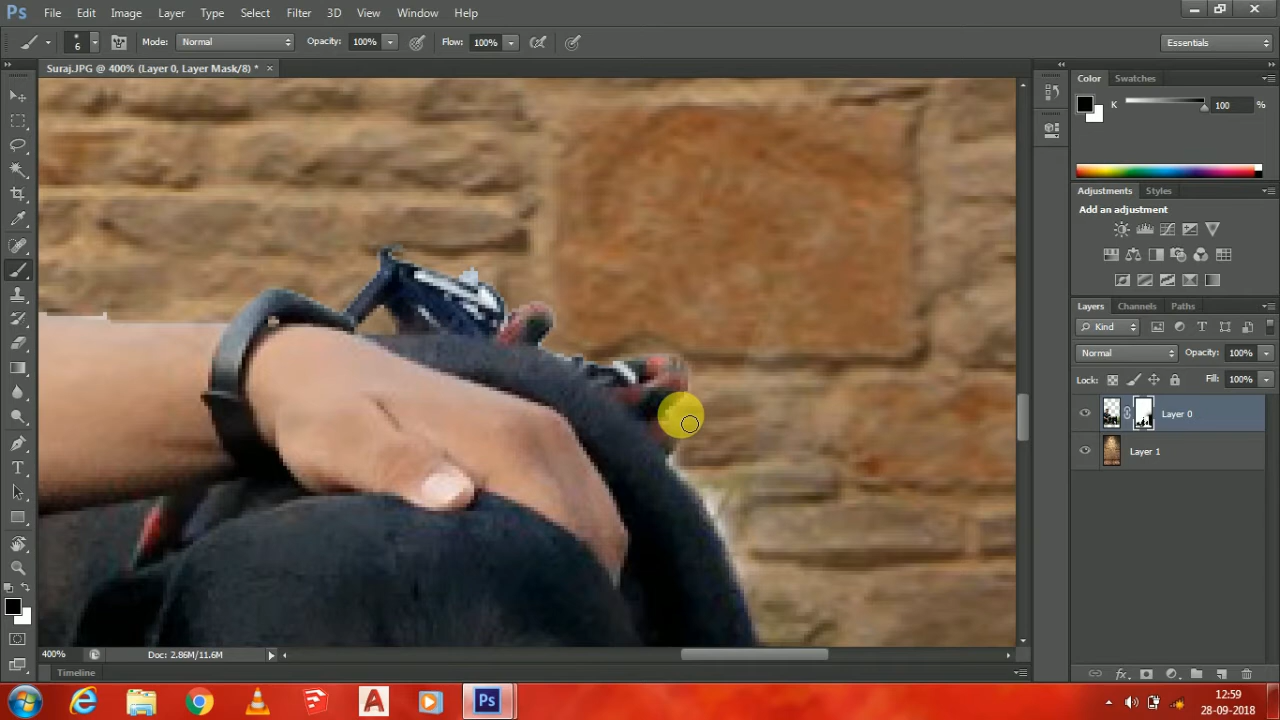 Ps File Edit Image Layer Type Select Filter 3D View Window Help
6 Mode: Normal Opacity: 100% Flow: 100% Essentials
Suraj.JPG @ 400% (Layer 0, Layer Mask/8) * ×
Color Swatches
K 100 %
Adjustments Styles
Add an adjustment
Layers Channels Paths
Kind
Normal Opacity: 100%
Lock: Fill: 100%
Layer 0
Layer 1
T
400% Doc: 2.86M/11.6M
fx
Timeline
Ps
12:59
28-09-2018